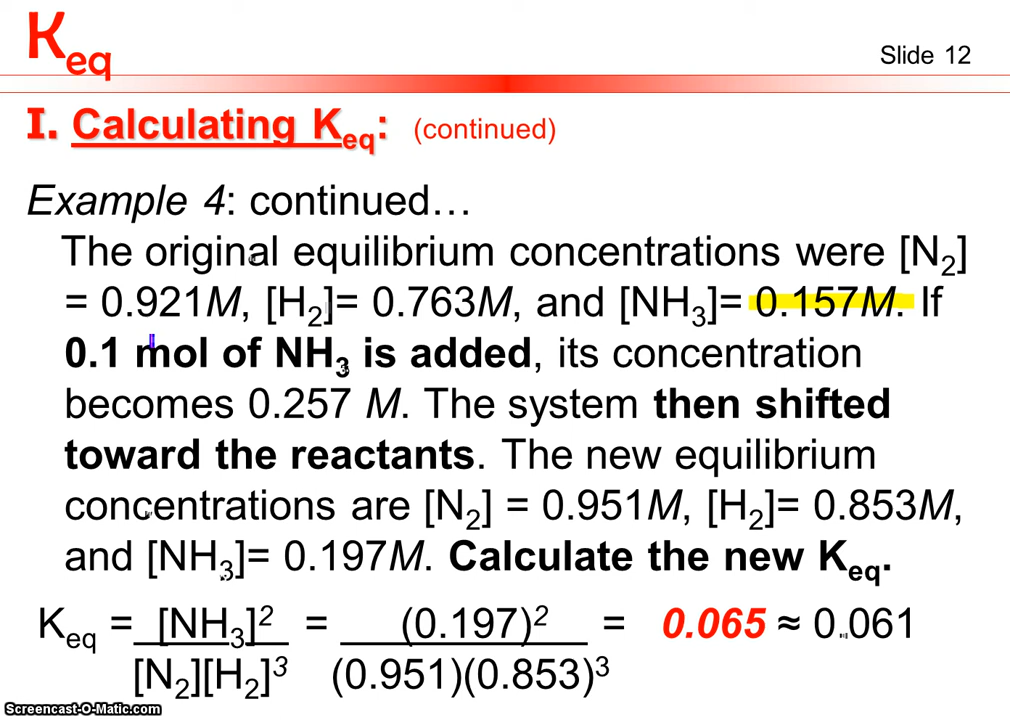 Keq
Slide 12
I. Calculating Keq: (continued)
Example 4: continued…
The original equilibrium concentrations were [N2]
= 0.921M, [H2]= 0.763M, and [NH3]= 0.157M. If
0.1 mol of NH3 is added, its concentration
becomes 0.257 M. The system then shifted
toward the reactants. The new equilibrium
concentrations are [N2] = 0.951M, [H2]= 0.853M,
and [NH3]= 0.197M. Calculate the new Keq.
Keq = [NH3]2 = (0.197)2 = 0.065 ≈ 0.061
[N2][H2]3 (0.951)(0.853)3
Screencast-O-Matic.com